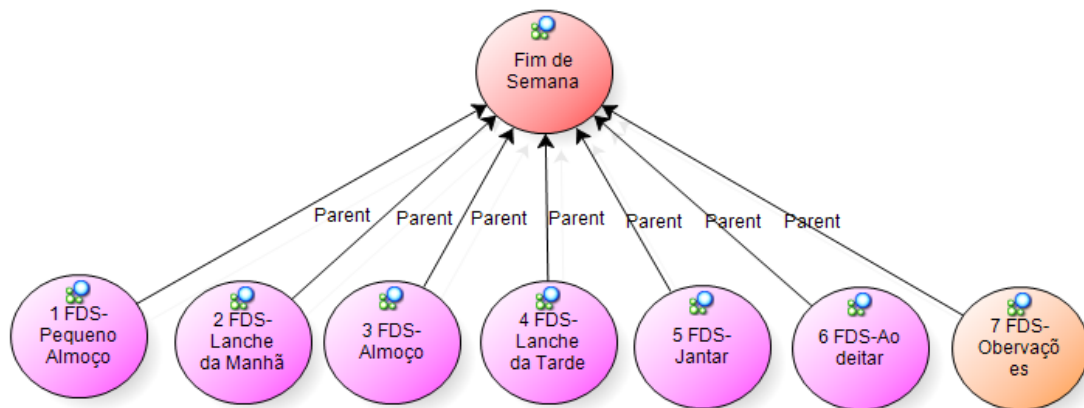 Fim de
Semana
Parent
Parent
Parent
Parent
Parent
Parent
Parent
1 FDS-
Pequeno
Almoço
2 FDS-
Lanche
da Manhã
3 FDS-
Almoço
4 FDS-
Lanche
da Tarde
5 FDS-
Jantar
6 FDS-Ao
deitar
7 FDS-
Obervaçõ
es